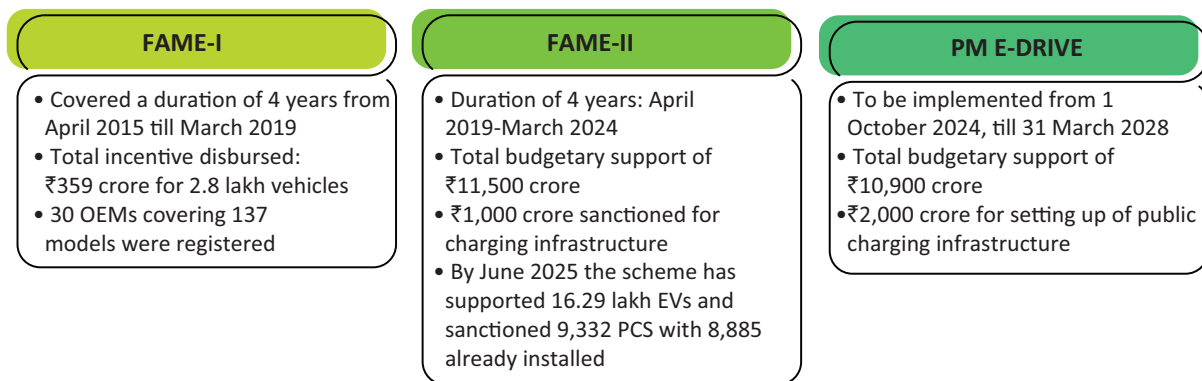 FAME-I
• Covered a duration of 4 years from
April 2015 till March 2019
• Total incentive disbursed:
₹359 crore for 2.8 lakh vehicles
• 30 OEMs covering 137
models were registered
FAME-II
• Duration of 4 years: April
2019-March 2024
• Total budgetary support of
₹11,500 crore
• ₹1,000 crore sanctioned for
charging infrastructure
• By June 2025 the scheme has
supported 16.29 lakh EVs and
sanctioned 9,332 PCS with 8,885
already installed
PM E-DRIVE
• To be implemented from 1
October 2024, till 31 March 2028
• Total budgetary support of
₹10,900 crore
•₹2,000 crore for setting up of public
charging infrastructure